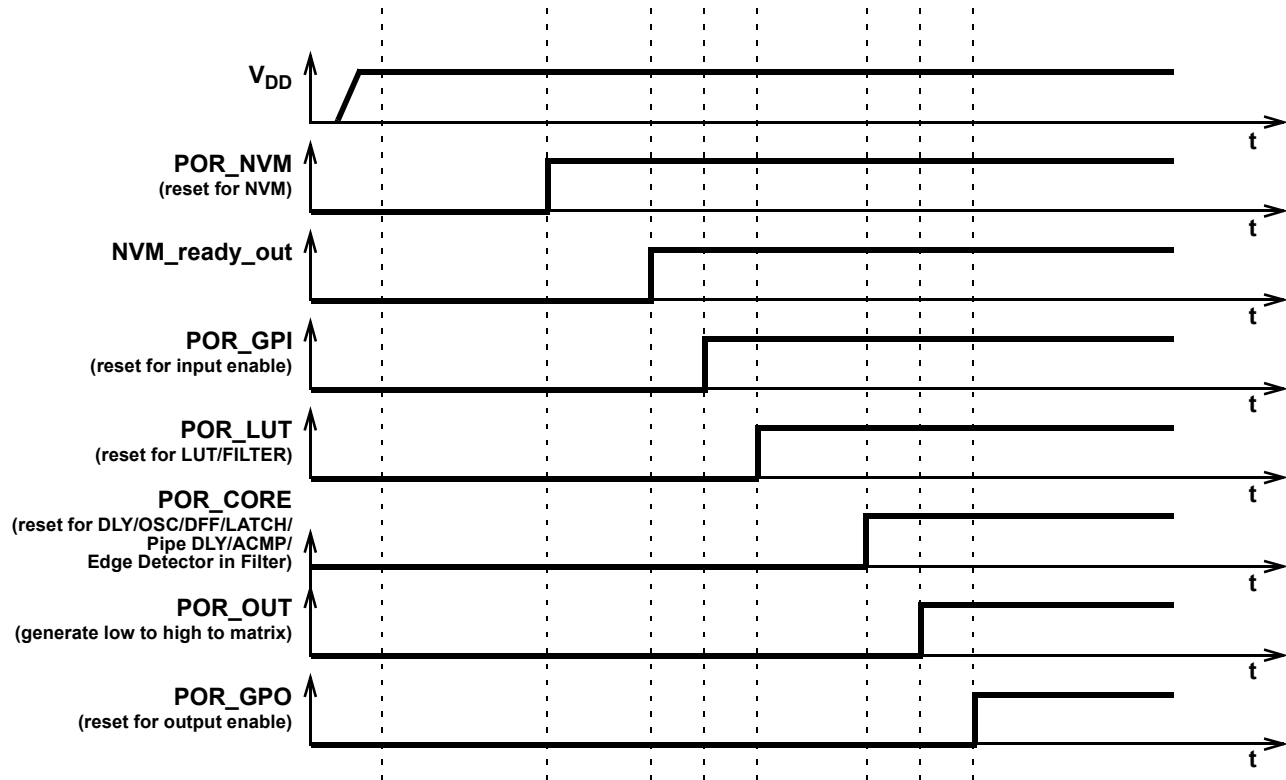 VDD
t
POR_NVM
(reset for NVM)
t
NVM_ready_out
t
POR_GPI
(reset for input enable)
t
POR_LUT
(reset for LUT/FILTER)
t
POR_CORE
(reset for DLY/OSC/DFF/LATCH/
Pipe DLY/ACMP/
Edge Detector in Filter)
t
POR_OUT
(generate low to high to matrix)
t
POR_GPO
(reset for output enable)
t